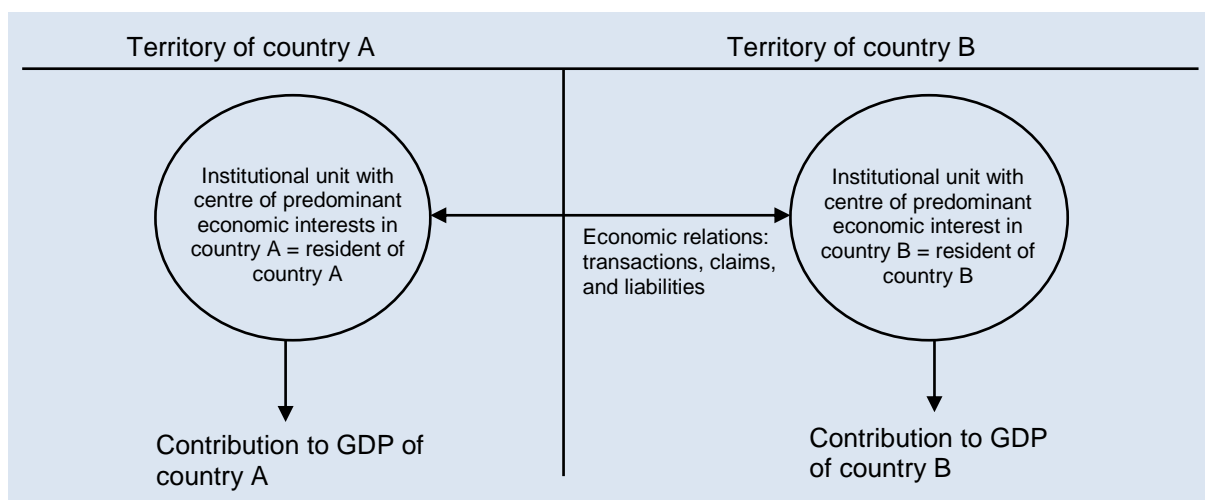 Territory of country A
Territory of country B
Institutional unit with
centre of predominant
economic interests in
country A = resident of
country A
Economic relations:
transactions, claims,
and liabilities
Institutional unit with
centre of predominant
economic interest in
country B = resident of
country B
Contribution to GDP of
country A
Contribution to GDP
of country B